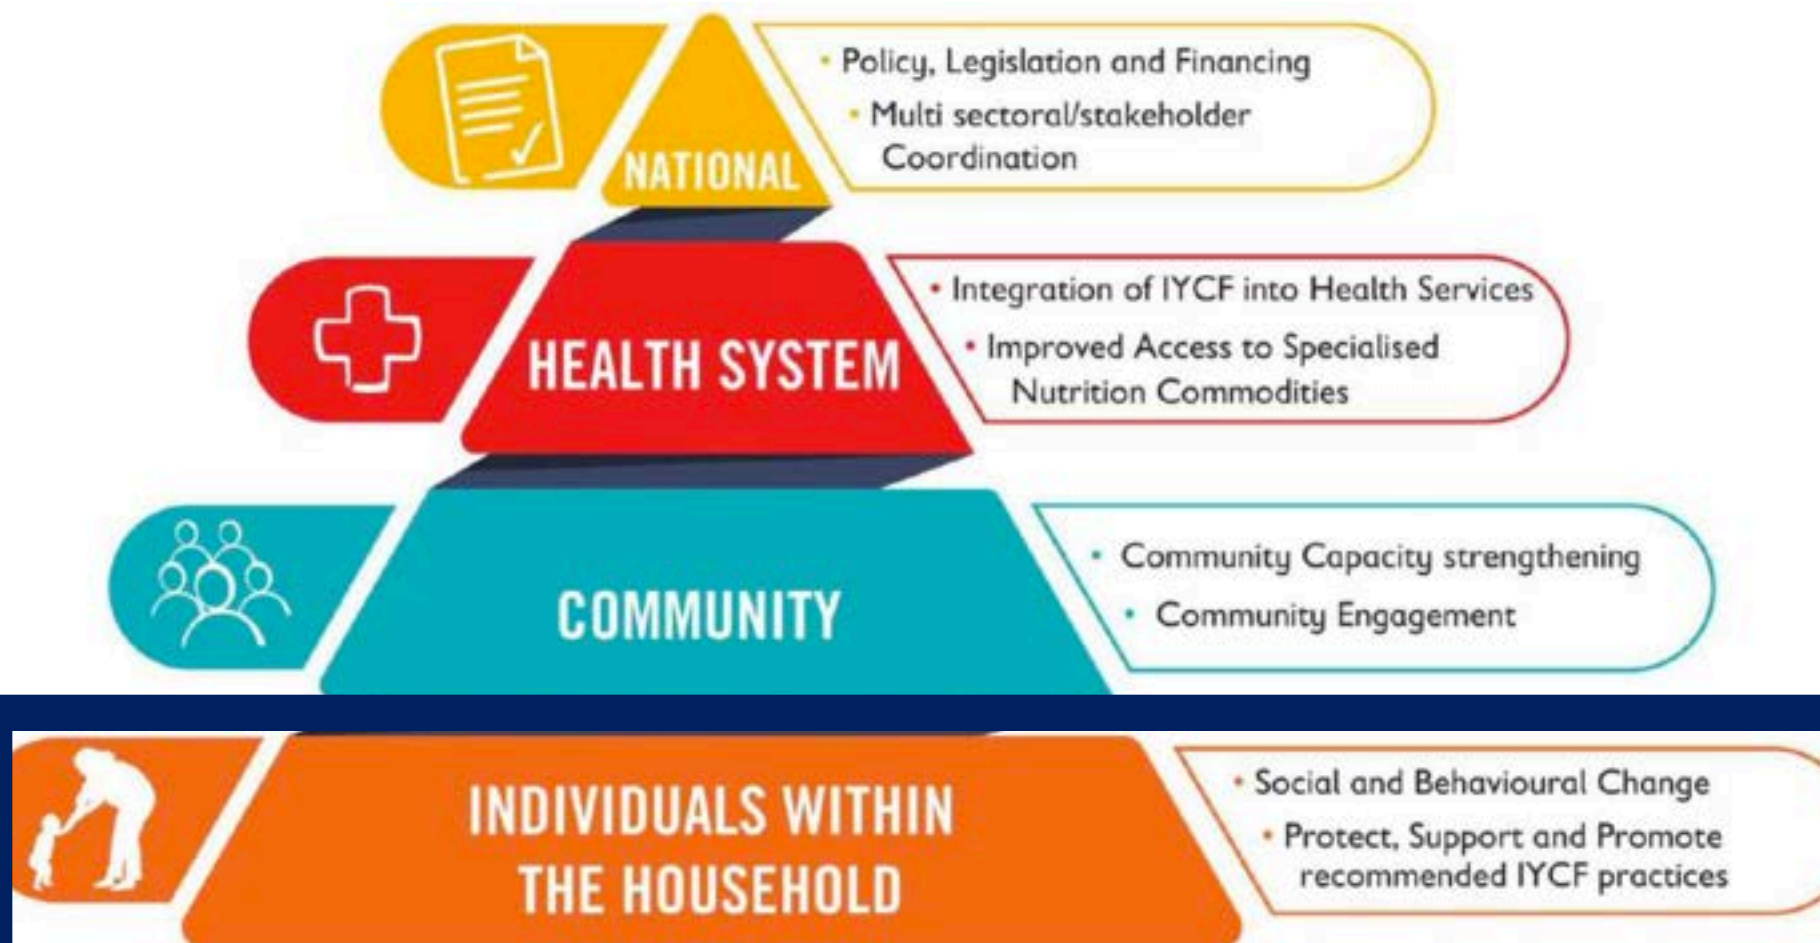 NATIONAL
• Policy, Legislation and Financing
• Multi sectoral/stakeholder
Coordination
HEALTH SYSTEM
• Integration of IYCF into Health Services
• Improved Access to Specialised
Nutrition Commodities
COMMUNITY
• Community Capacity strengthening
• Community Engagement
INDIVIDUALS WITHIN
THE HOUSEHOLD
• Social and Behavioural Change
• Protect, Support and Promote
recommended IYCF practices